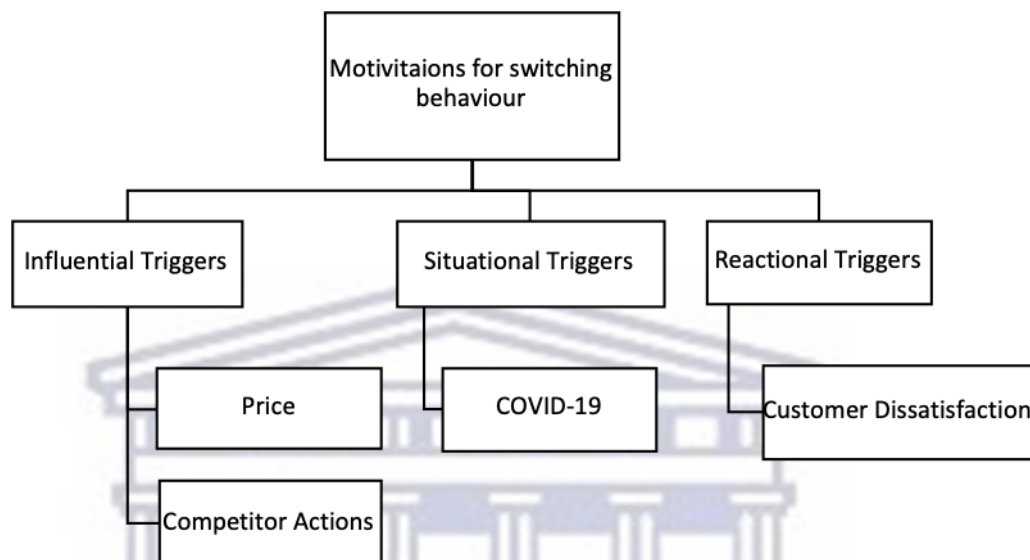 Motivitaions for switching
behaviour
Influential Triggers
Situational Triggers
Reactional Triggers
Price
COVID-19
Customer Dissatisfaction
Competitor Actions